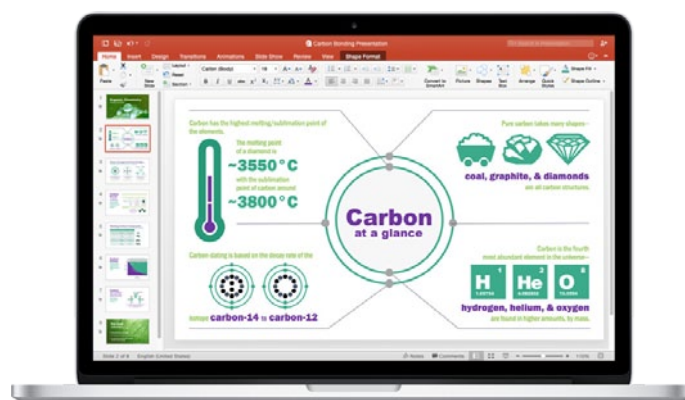 Carbon Bonding Presentation
Home Insert Design Transitions Animations Slide Show Review View Shape Format
Paste
New
Slide
Layout
Reset
Section
Convert to
SmartArt
Picture Shapes Text
Box Arrange Quick
Styles
Shape Fill
Shape Outline
Carbon has the highest melting/sublimation point of
the elements.
The melting point
of a diamond is
~3550°C
with the sublimation
point of carbon around
~3800°C
Pure carbon takes many shapes—
coal, graphite, & diamonds
are all carbon structures.
Carbon
at a glance
Carbon dating is based on the decay rate of the
isotope carbon-14 to carbon-12
Carbon is the fourth
most abundant element in the universe—
H 1
He 2
O 8
hydrogen, helium, & oxygen
are found in higher amounts, by mass.
Slide 2 of 8 English (United States)
Notes Comments